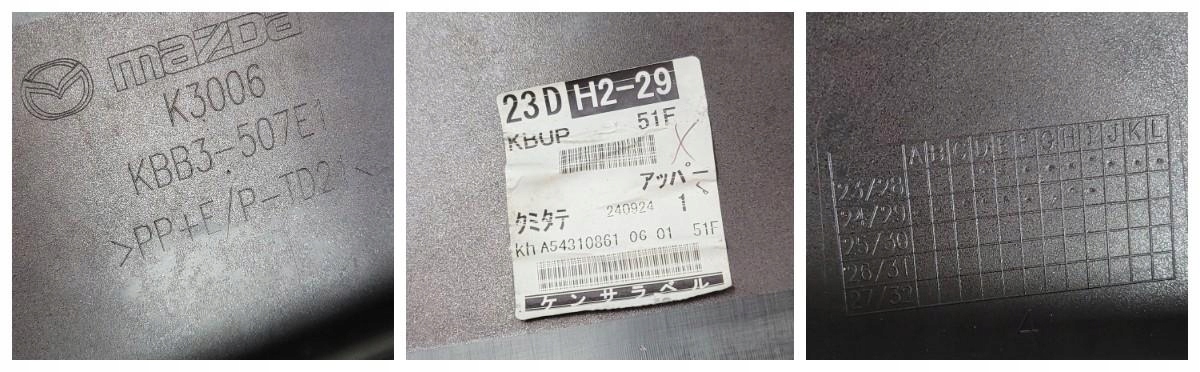 mazda
K3006
KBB3-507E1
>PP+E/P-TD2<
23D H2-29
KBUP 51F
アッパー
クミタテ 240924 1
Kh A54310861 06 01 51F
ケンサラベル
A B C D E F G H I J K L
23/28
24/29
25/30
26/31
27/32
4